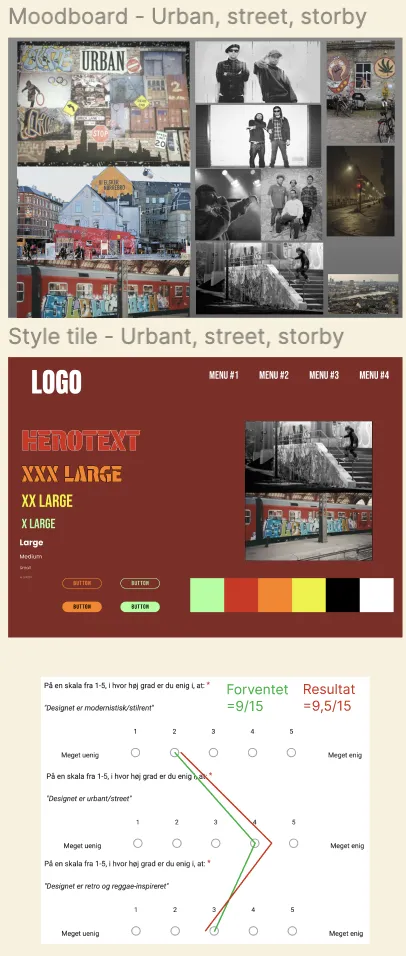 Moodboard - Urban, street, storby
URBAN
STOP
Style tile - Urbant, street, storby
LOGO
MENU #1 MENU #2 MENU #3 MENU #4
HEROTEXT
XXX LARGE
XX LARGE
X LARGE
Large
Medium
Small
BUTTON BUTTON
BUTTON BUTTON
På en skala fra 1-5, i hvor høj grad er du enig i, at: *
Forventet
=9/15
Resultat
=9,5/15
"Designet er modernistisk/stilrent"
1 2 3 4 5
Meget uenig Meget enig
På en skala fra 1-5, i hvor høj grad er du enig i, at: *
"Designet er urbant/street"
1 2 3 4 5
Meget uenig Meget enig
På en skala fra 1-5, i hvor høj grad er du enig i, at: *
"Designet er retro og reggae-inspireret"
1 2 3 4 5
Meget uenig Meget enig